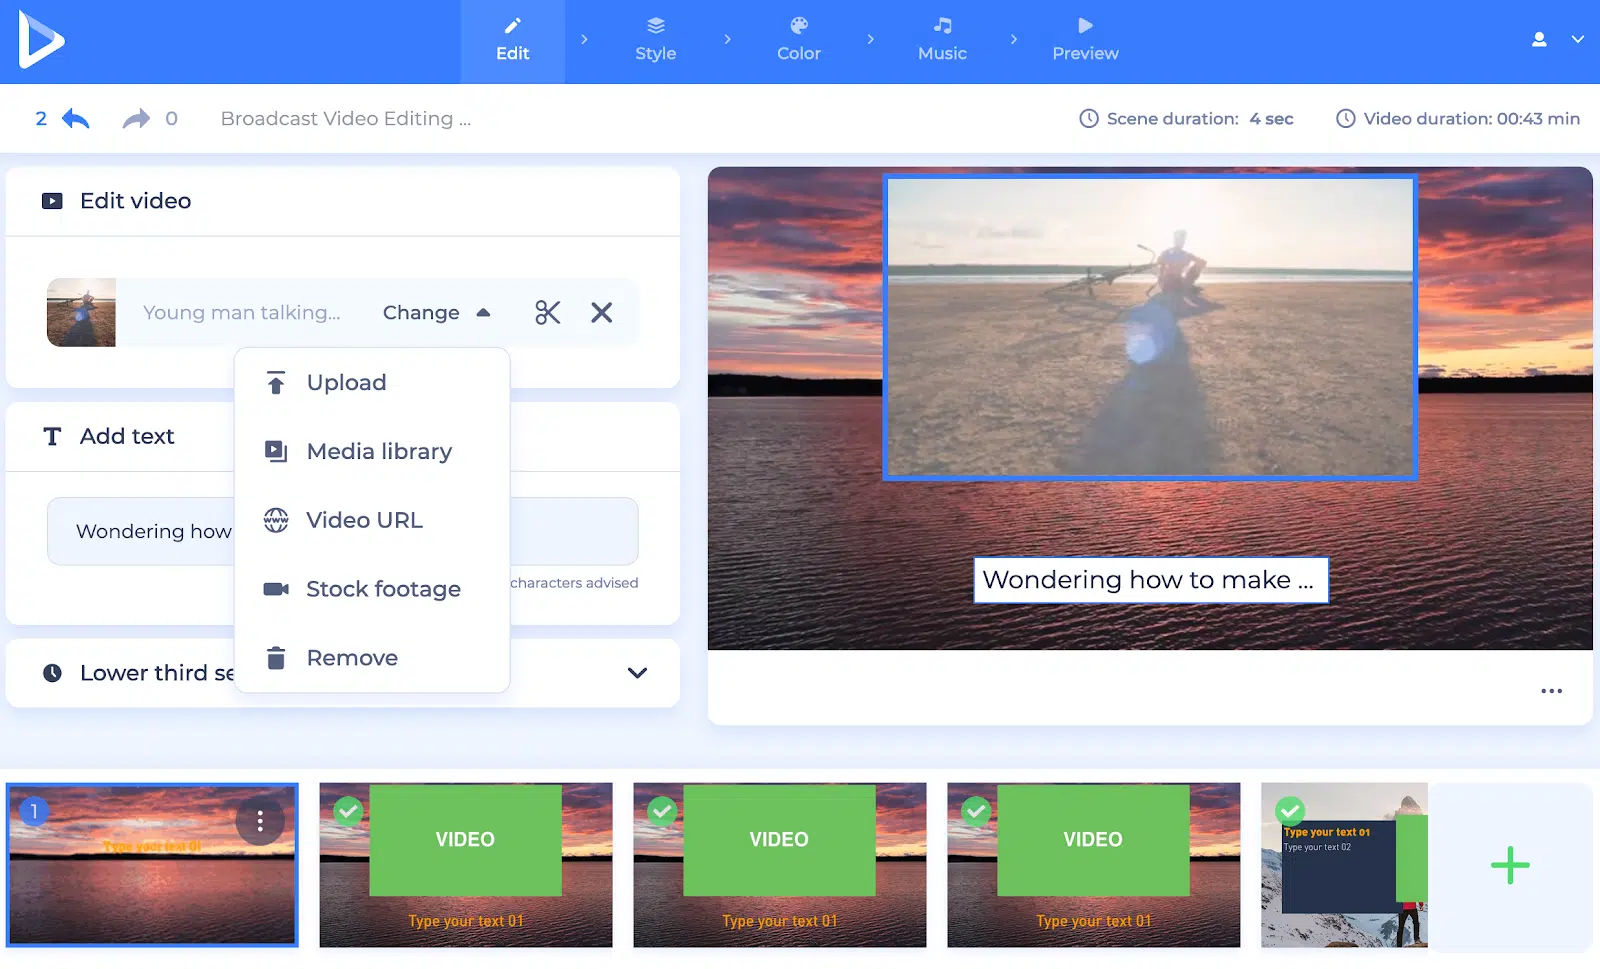 Edit
Style
Color
Music
Preview
2
0
Broadcast Video Editing ...
Scene duration: 4 sec
Video duration: 00:43 min
Edit video
Young man talking...
Change
Upload
Media library
Video URL
Stock footage
Remove
Add text
Wondering how
characters advised
Lower third se
Wondering how to make ...
1
Type your text 01
VIDEO
Type your text 01
VIDEO
Type your text 01
VIDEO
Type your text 01
Type your text 01
Type your text 02